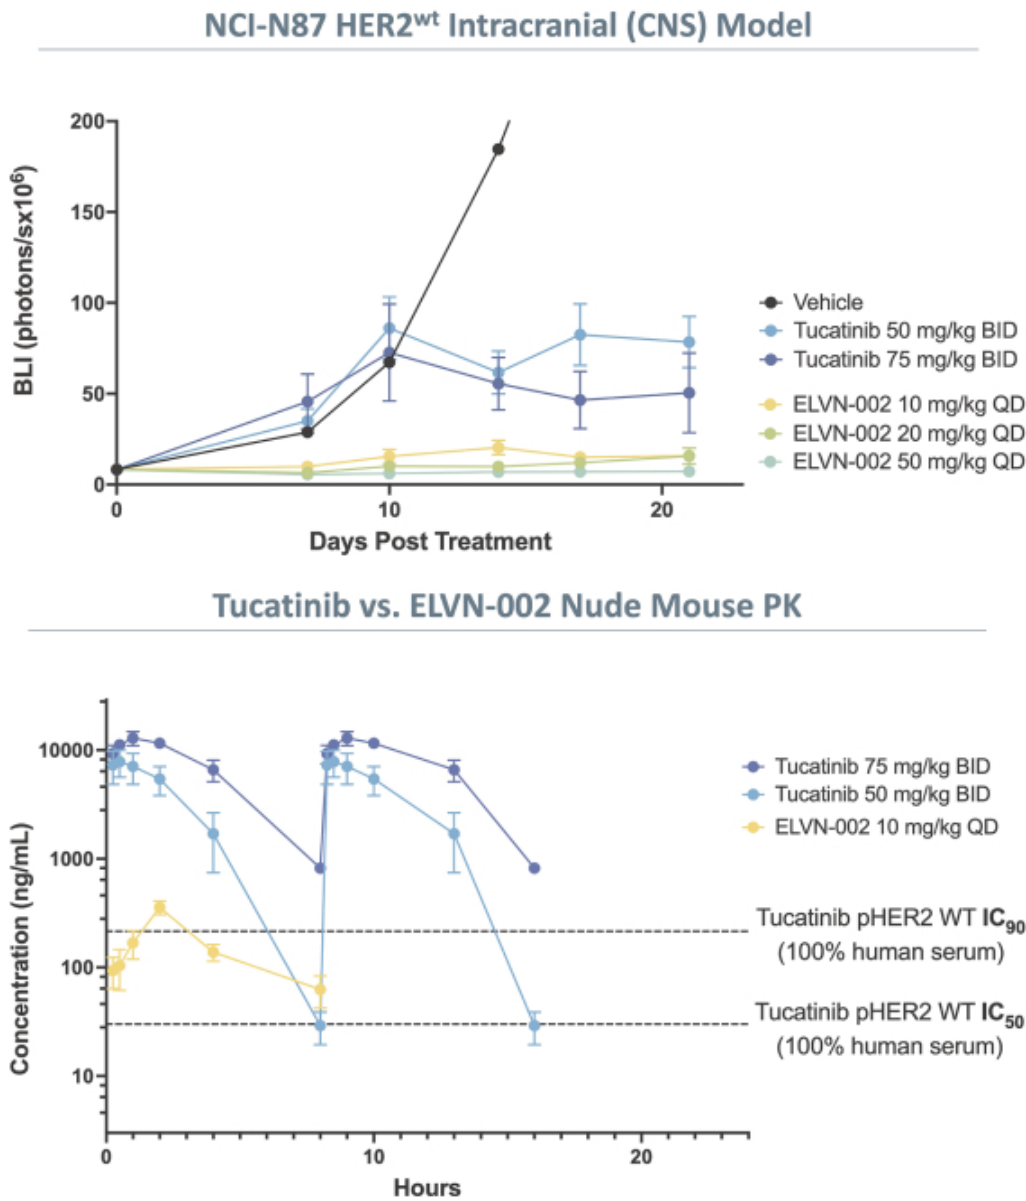 NCI-N87 HER2wt Intracranial (CNS) Model
200
150
100
50
0
BLI (photons/sx10⁶)
0
10
20
Days Post Treatment
Vehicle
Tucatinib 50 mg/kg BID
Tucatinib 75 mg/kg BID
ELVN-002 10 mg/kg QD
ELVN-002 20 mg/kg QD
ELVN-002 50 mg/kg QD
Tucatinib vs. ELVN-002 Nude Mouse PK
10000
1000
100
10
Concentration (ng/mL)
0
10
20
Hours
Tucatinib 75 mg/kg BID
Tucatinib 50 mg/kg BID
ELVN-002 10 mg/kg QD
Tucatinib pHER2 WT IC₉₀
(100% human serum)
Tucatinib pHER2 WT IC₅₀
(100% human serum)